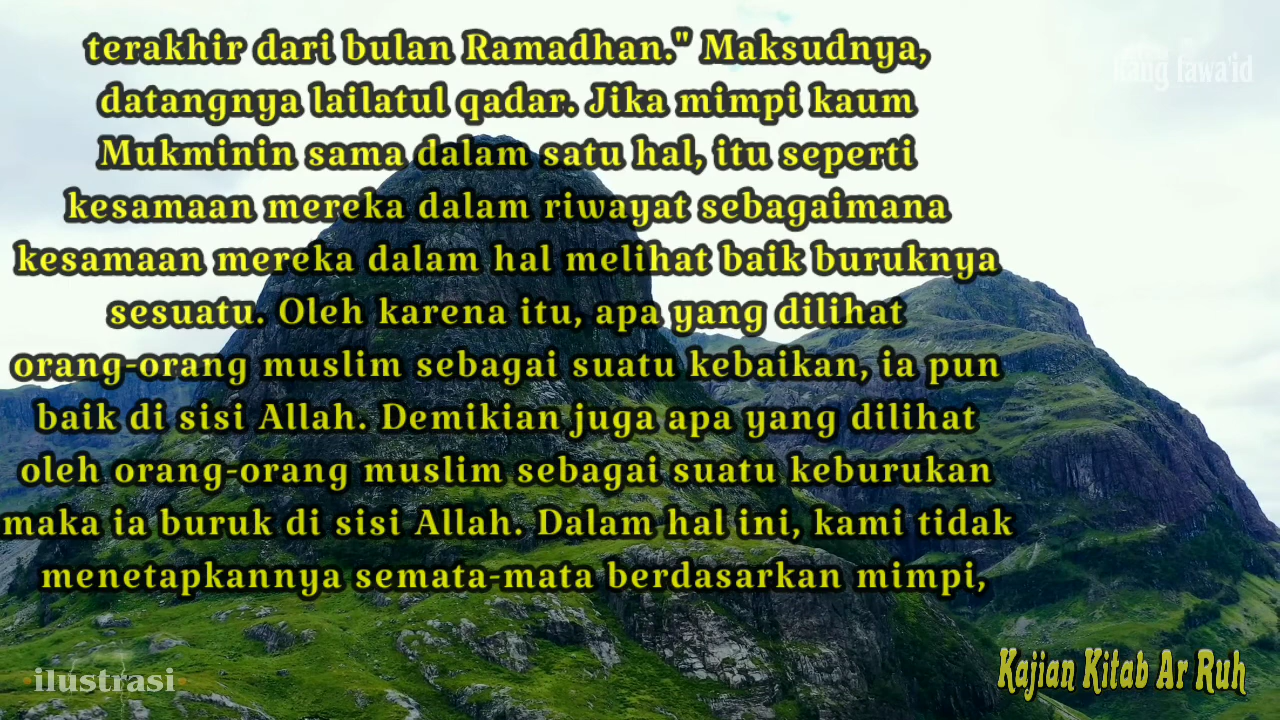 terakhir dari bulan Ramadhan." Maksudnya,
datangnya lailatul qadar. Jika mimpi kaum
Mukminin sama dalam satu hal, itu seperti
kesamaan mereka dalam riwayat sebagaimana
kesamaan mereka dalam hal melihat baik buruknya
sesuatu. Oleh karena itu, apa yang dilihat
orang-orang muslim sebagai suatu kebaikan, ia pun
baik di sisi Allah. Demikian juga apa yang dilihat
oleh orang-orang muslim sebagai suatu keburukan
maka ia buruk di sisi Allah. Dalam hal ini, kami tidak
menetapkannya semata-mata berdasarkan mimpi,
kang fawa'id
ilustrasi
Kajian Kitab Ar Ruh